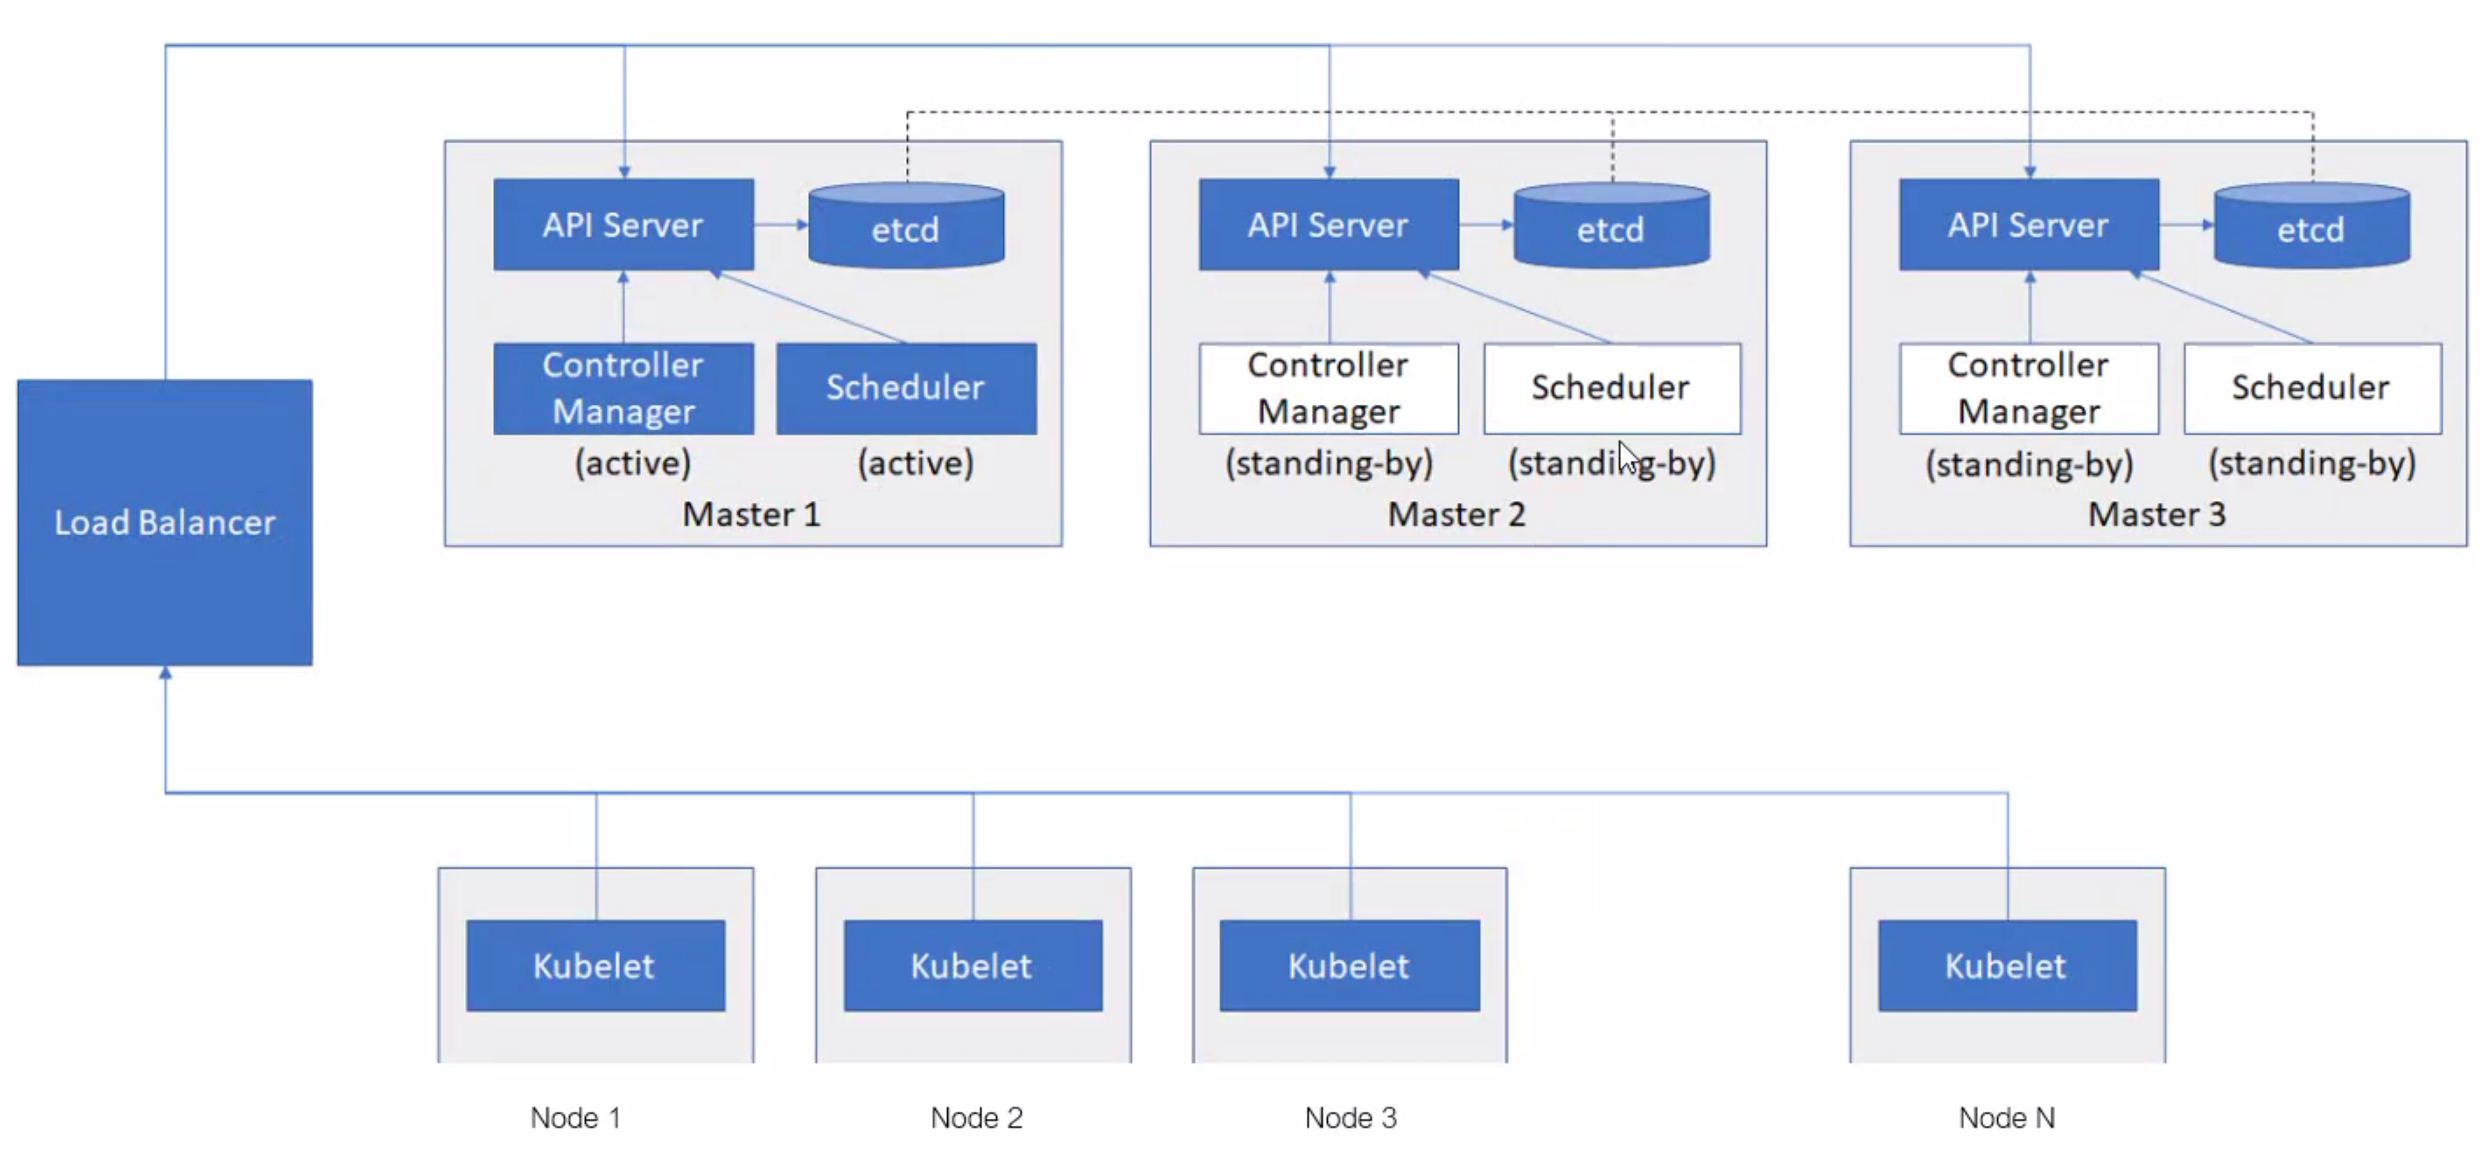 API Server
etcd
Controller
Manager
(active)
Scheduler
(active)
Master 1
API Server
etcd
Controller
Manager
(standing-by)
Scheduler
(standing-by)
Master 2
API Server
etcd
Controller
Manager
(standing-by)
Scheduler
(standing-by)
Master 3
Load Balancer
Kubelet
Kubelet
Kubelet
Kubelet
Node 1
Node 2
Node 3
Node N